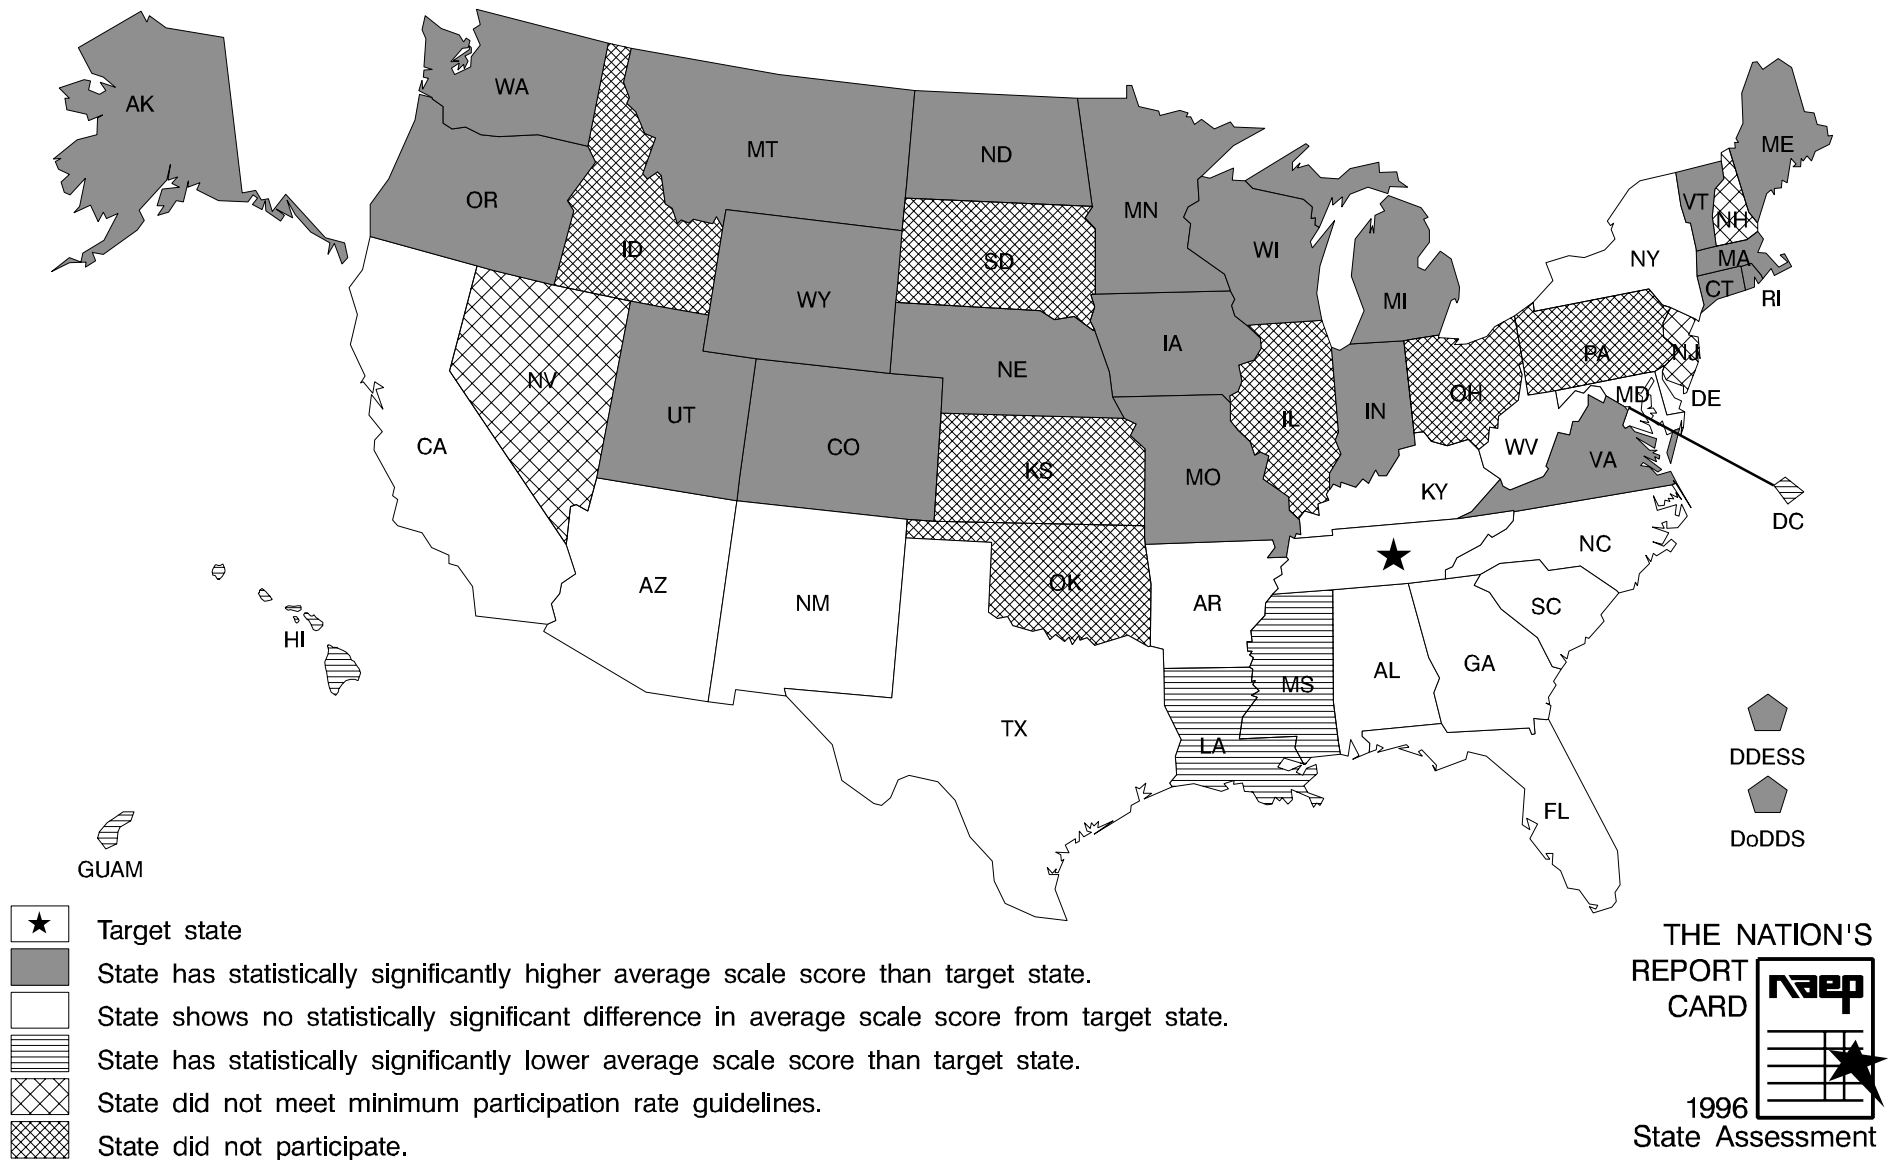 WA
AK
MT
ND
ME
OR
MN
VT
NH
ID
SD
WI
NY
MA
WY
MI
CT
RI
IA
PA
NJ
NV
NE
OH
MD
DE
UT
IL
IN
CA
CO
WV
KS
MO
VA
KY
DC
NC
AZ
OK
NM
AR
SC
HI
GA
AL
MS
TX
LA
DDESS
FL
DoDDS
GUAM
Target state
State has statistically significantly higher average scale score than target state.
State shows no statistically significant difference in average scale score from target state.
State has statistically significantly lower average scale score than target state.
State did not meet minimum participation rate guidelines.
State did not participate.
THE NATION'S
REPORT
CARD
naep
1996
State Assessment